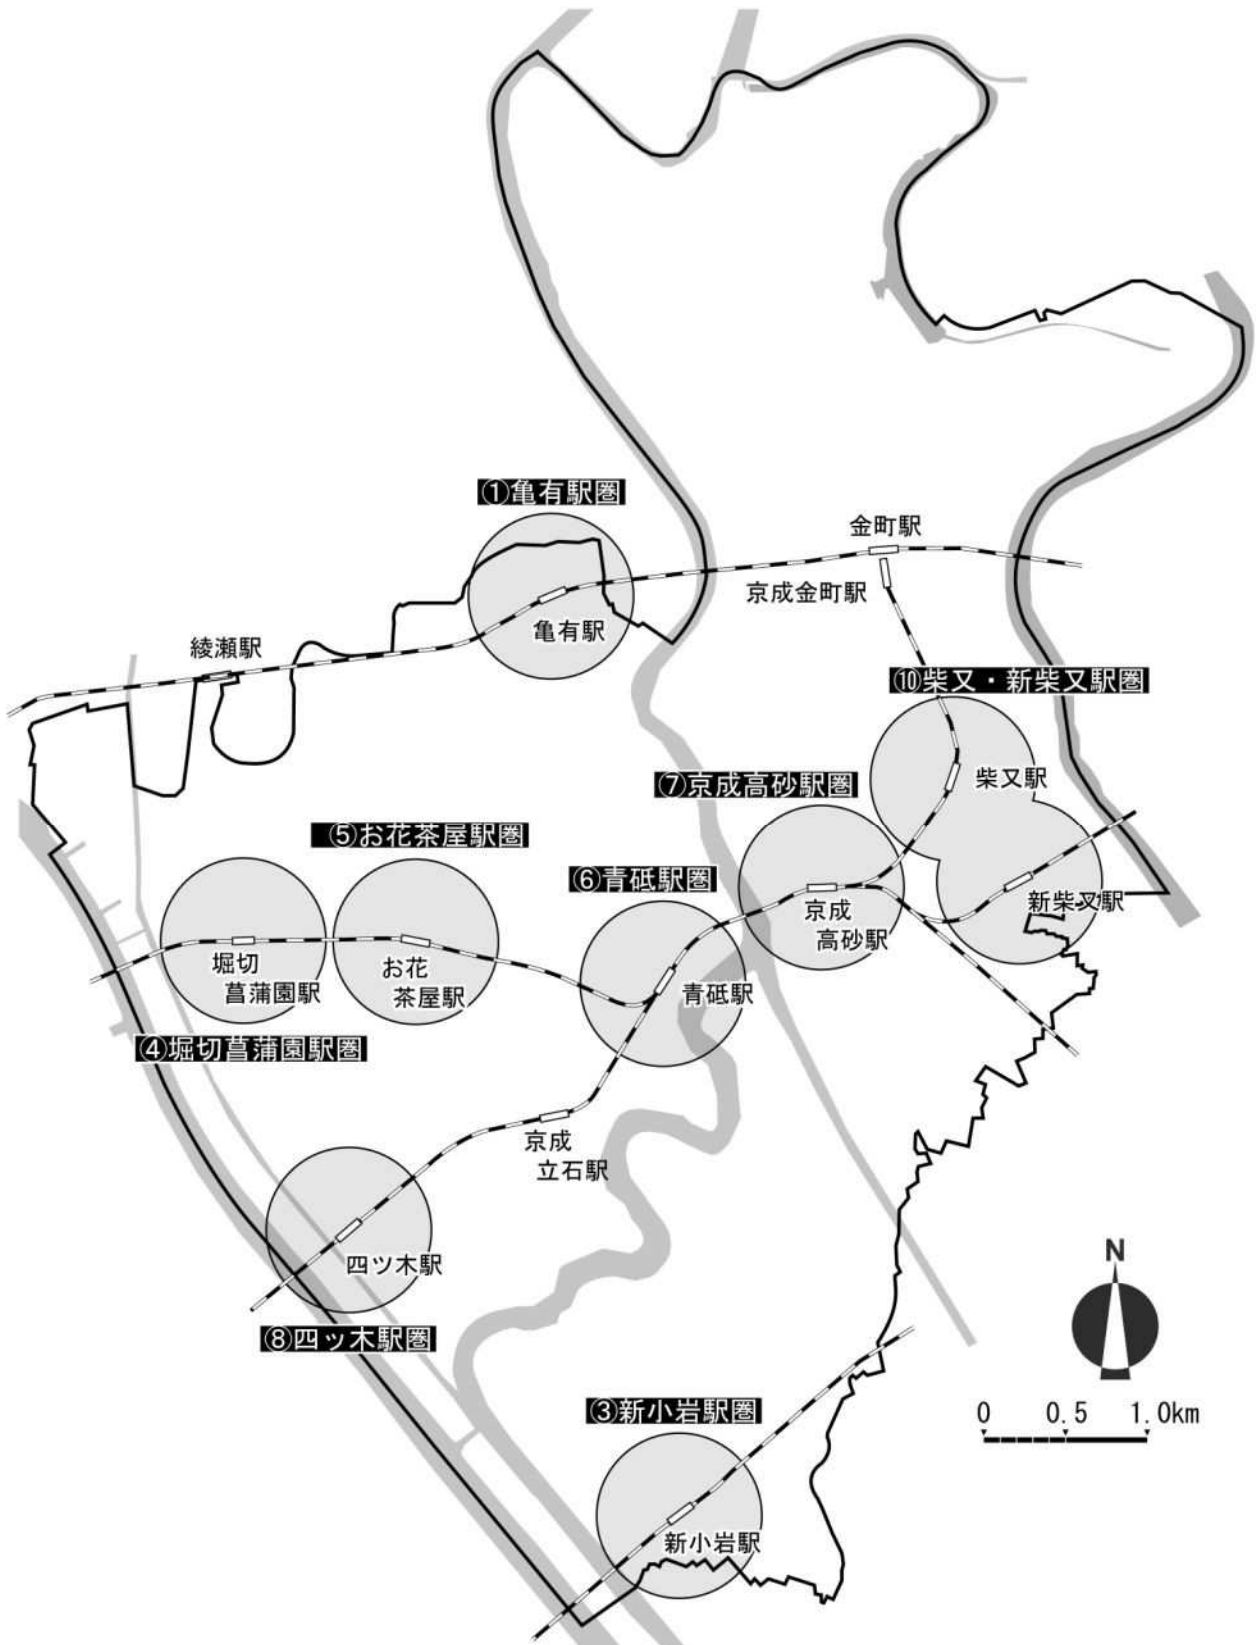 ①亀有駅圏
金町駅
京成金町駅
亀有駅
綾瀬駅
⑩柴又・新柴又駅圏
柴又駅
⑦京成高砂駅圏
⑤お花茶屋駅圏
⑥青砥駅圏
新柴又駅
京成
高砂駅
堀切
菖蒲園駅
お花
茶屋駅
青砥駅
④堀切菖蒲園駅圏
京成
立石駅
四ツ木駅
⑧四ッ木駅圏
N
③新小岩駅圏
0 0.5 1.0km
新小岩駅